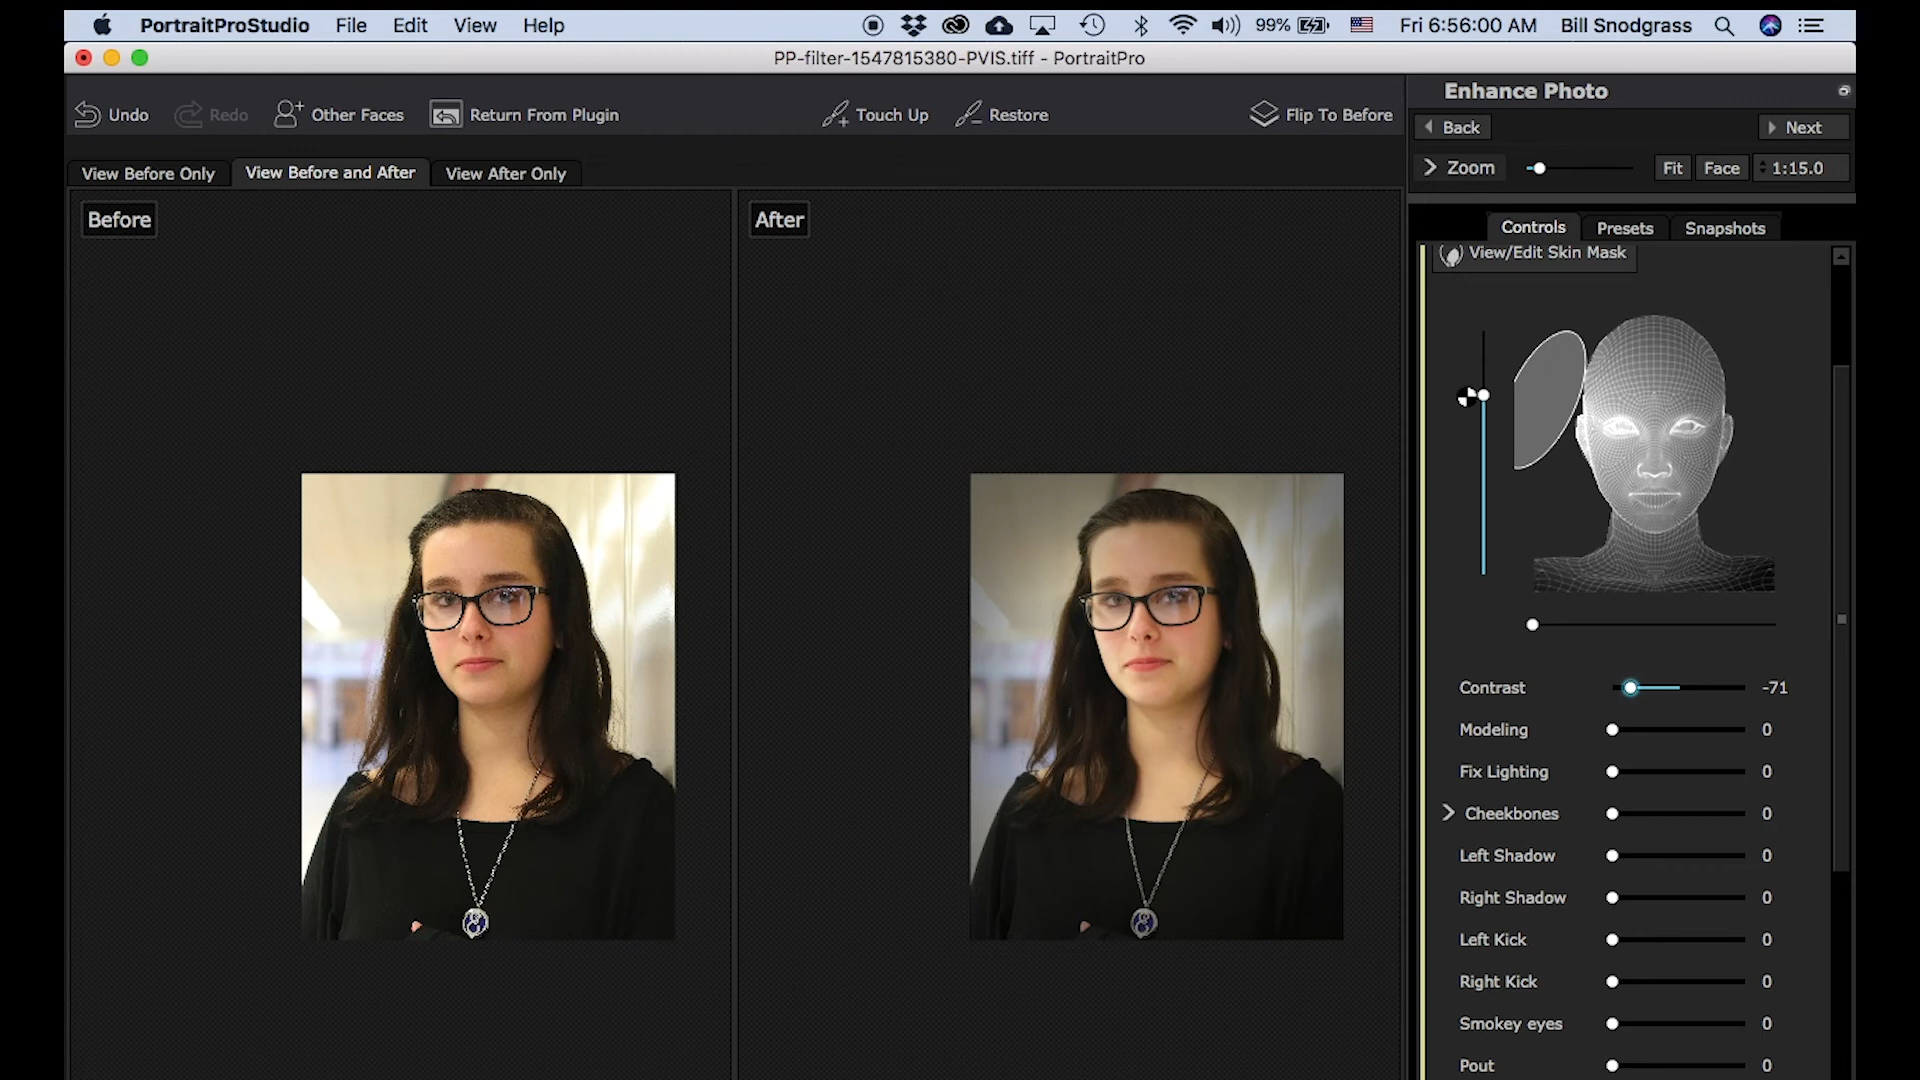 PortraitProStudio File Edit View Help 99% Fri 6:56:00 AM Bill Snodgrass
PP-filter-1547815380-PVIS.tiff - PortraitPro
Undo Redo Other Faces Return From Plugin Touch Up Restore Flip To Before
View Before Only View Before and After View After Only
Before
After
Enhance Photo
Back Next
Zoom Fit Face 1:15.0
Controls Presets Snapshots
View/Edit Skin Mask
Contrast -71
Modeling 0
Fix Lighting 0
Cheekbones 0
Left Shadow 0
Right Shadow 0
Left Kick 0
Right Kick 0
Smokey eyes 0
Pout 0
8
8